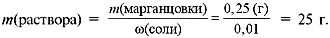 m(раствора) = m(марганцовки)/ω(соли) = 0,25 (г)/0,01 = 25 г.